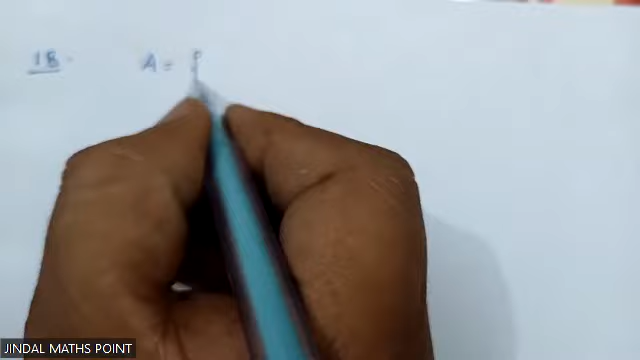 18. A =
JINDAL MATHS POINT